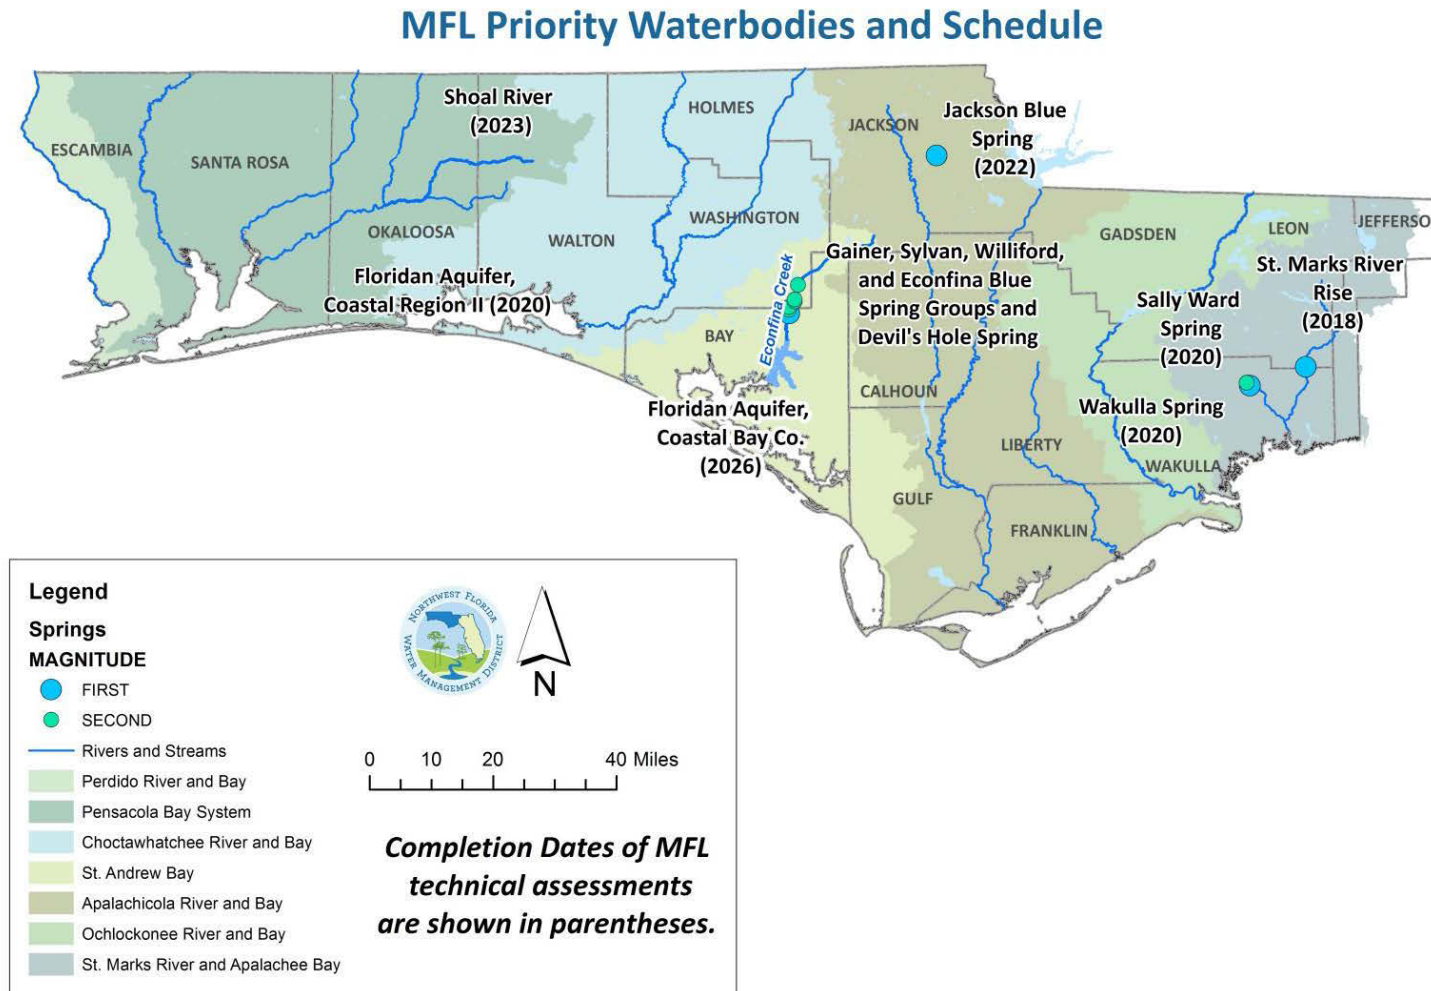 MFL Priority Waterbodies and Schedule
ESCAMBIA
SANTA ROSA
Shoal River
(2023)
OKALOOSA
WALTON
HOLMES
WASHINGTON
Floridan Aquifer,
Coastal Region II (2020)
BAY
Econfina Creek
Floridan Aquifer,
Coastal Bay Co.
(2026)
JACKSON
Jackson Blue
Spring
(2022)
Gainer, Sylvan, Williford,
and Econfina Blue
Spring Groups and
Devil's Hole Spring
CALHOUN
GULF
LIBERTY
FRANKLIN
GADSDEN
LEON
JEFFERSO
St. Marks River
Rise
(2018)
Sally Ward
Spring
(2020)
Wakulla Spring
(2020)
WAKULLA
Legend
Springs
MAGNITUDE
FIRST
SECOND
Rivers and Streams
Perdido River and Bay
Pensacola Bay System
Choctawhatchee River and Bay
St. Andrew Bay
Apalachicola River and Bay
Ochlockonee River and Bay
St. Marks River and Apalachee Bay
NORTHWEST FLORIDA
WATER MANAGEMENT DISTRICT
N
0 10 20 40 Miles
Completion Dates of MFL
technical assessments
are shown in parentheses.